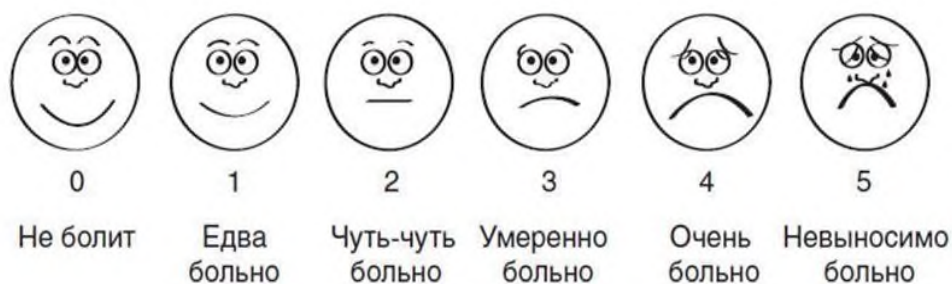 0 1 2 3 4 5
Не болит Едва Чуть-чуть Умеренно Очень Невыносимо
больно больно больно больно больно